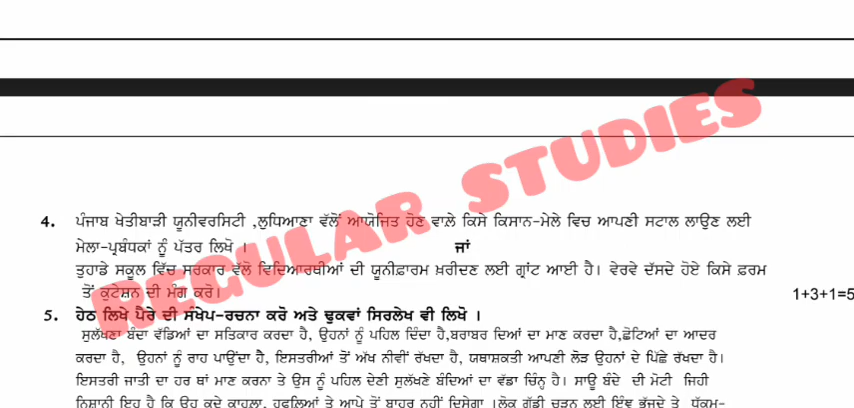 REGULAR STUDIES
4. ਪੰਜਾਬ ਖੇਤੀਬਾੜੀ ਯੂਨੀਵਰਸਿਟੀ ,ਲੁਧਿਆਣਾ ਵੱਲੋਂ ਆਯੋਜਿਤ ਹੋਣ ਵਾਲ਼ੇ ਕਿਸੇ ਕਿਸਾਨ-ਮੇਲੇ ਵਿਚ ਆਪਣੀ ਸਟਾਲ ਲਾਉਣ ਲਈ
ਮੇਲਾ-ਪ੍ਰਬੰਧਕਾਂ ਨੂੰ ਪੱਤਰ ਲਿਖੋ । ਜਾਂ
ਤੁਹਾਡੇ ਸਕੂਲ ਵਿੱਚ ਸਰਕਾਰ ਵੱਲੋ ਵਿਦਿਆਰਥੀਆਂ ਦੀ ਯੂਨੀਫ਼ਾਰਮ ਖ਼ਰੀਦਣ ਲਈ ਗ੍ਰਾਂਟ ਆਈ ਹੈ। ਵੇਰਵੇ ਦੱਸਦੇ ਹੋਏ ਕਿਸੇ ਫ਼ਰਮ
ਤੋਂ ਕੁਟੇਸ਼ਨ ਦੀ ਮੰਗ ਕਰੋ। 1+3+1=5
5. ਹੇਠ ਲਿਖੇ ਪੈਰੇ ਦੀ ਸੰਖੇਪ-ਰਚਨਾ ਕਰੋ ਅਤੇ ਢੁਕਵਾਂ ਸਿਰਲੇਖ ਵੀ ਲਿਖੋ ।
ਸੁਲੱਖਣਾ ਬੰਦਾ ਵੱਡਿਆਂ ਦਾ ਸਤਿਕਾਰ ਕਰਦਾ ਹੈ, ਉਹਨਾਂ ਨੂੰ ਪਹਿਲ ਦਿੰਦਾ ਹੈ,ਬਰਾਬਰ ਦਿਆਂ ਦਾ ਮਾਣ ਕਰਦਾ ਹੈ,ਛੋਟਿਆਂ ਦਾ ਆਦਰ
ਕਰਦਾ ਹੈ, ਉਹਨਾਂ ਨੂੰ ਰਾਹ ਪਾਉਂਦਾ ਹੈ, ਇਸਤਰੀਆਂ ਤੋਂ ਅੱਖ ਨੀਵੀਂ ਰੱਖਦਾ ਹੈ, ਯਥਾਸ਼ਕਤੀ ਆਪਣੀ ਲੋੜ ਉਹਨਾਂ ਦੇ ਪਿੱਛੇ ਰੱਖਦਾ ਹੈ।
ਇਸਤਰੀ ਜਾਤੀ ਦਾ ਹਰ ਥਾਂ ਮਾਣ ਕਰਨਾ ਤੇ ਉਸ ਨੂੰ ਪਹਿਲ ਦੇਣੀ ਸੁਲੱਖਣੇ ਬੰਦਿਆਂ ਦਾ ਵੱਡਾ ਚਿੰਨ੍ਹ ਹੈ। ਸਾਊ ਬੰਦੇ ਦੀ ਮੋਟੀ ਜਿਹੀ
ਨਿਸ਼ਾਨੀ ਇਹ ਹੈ ਕਿ ਉਹ ਕਦੇ ਕਾਹਲਾ, ਹਫਲਿਆਂ ਤੇ ਆਪੇ ਤੋਂ ਬਾਹਰ ਨਹੀਂ ਦਿਸੇਗਾ ।ਲੋਕ ਗੱਡੀ ਚੜਨ ਲਈ ਇੰਞ ਭੱਜਦੇ ਤੇ ਧੱਕਮ-